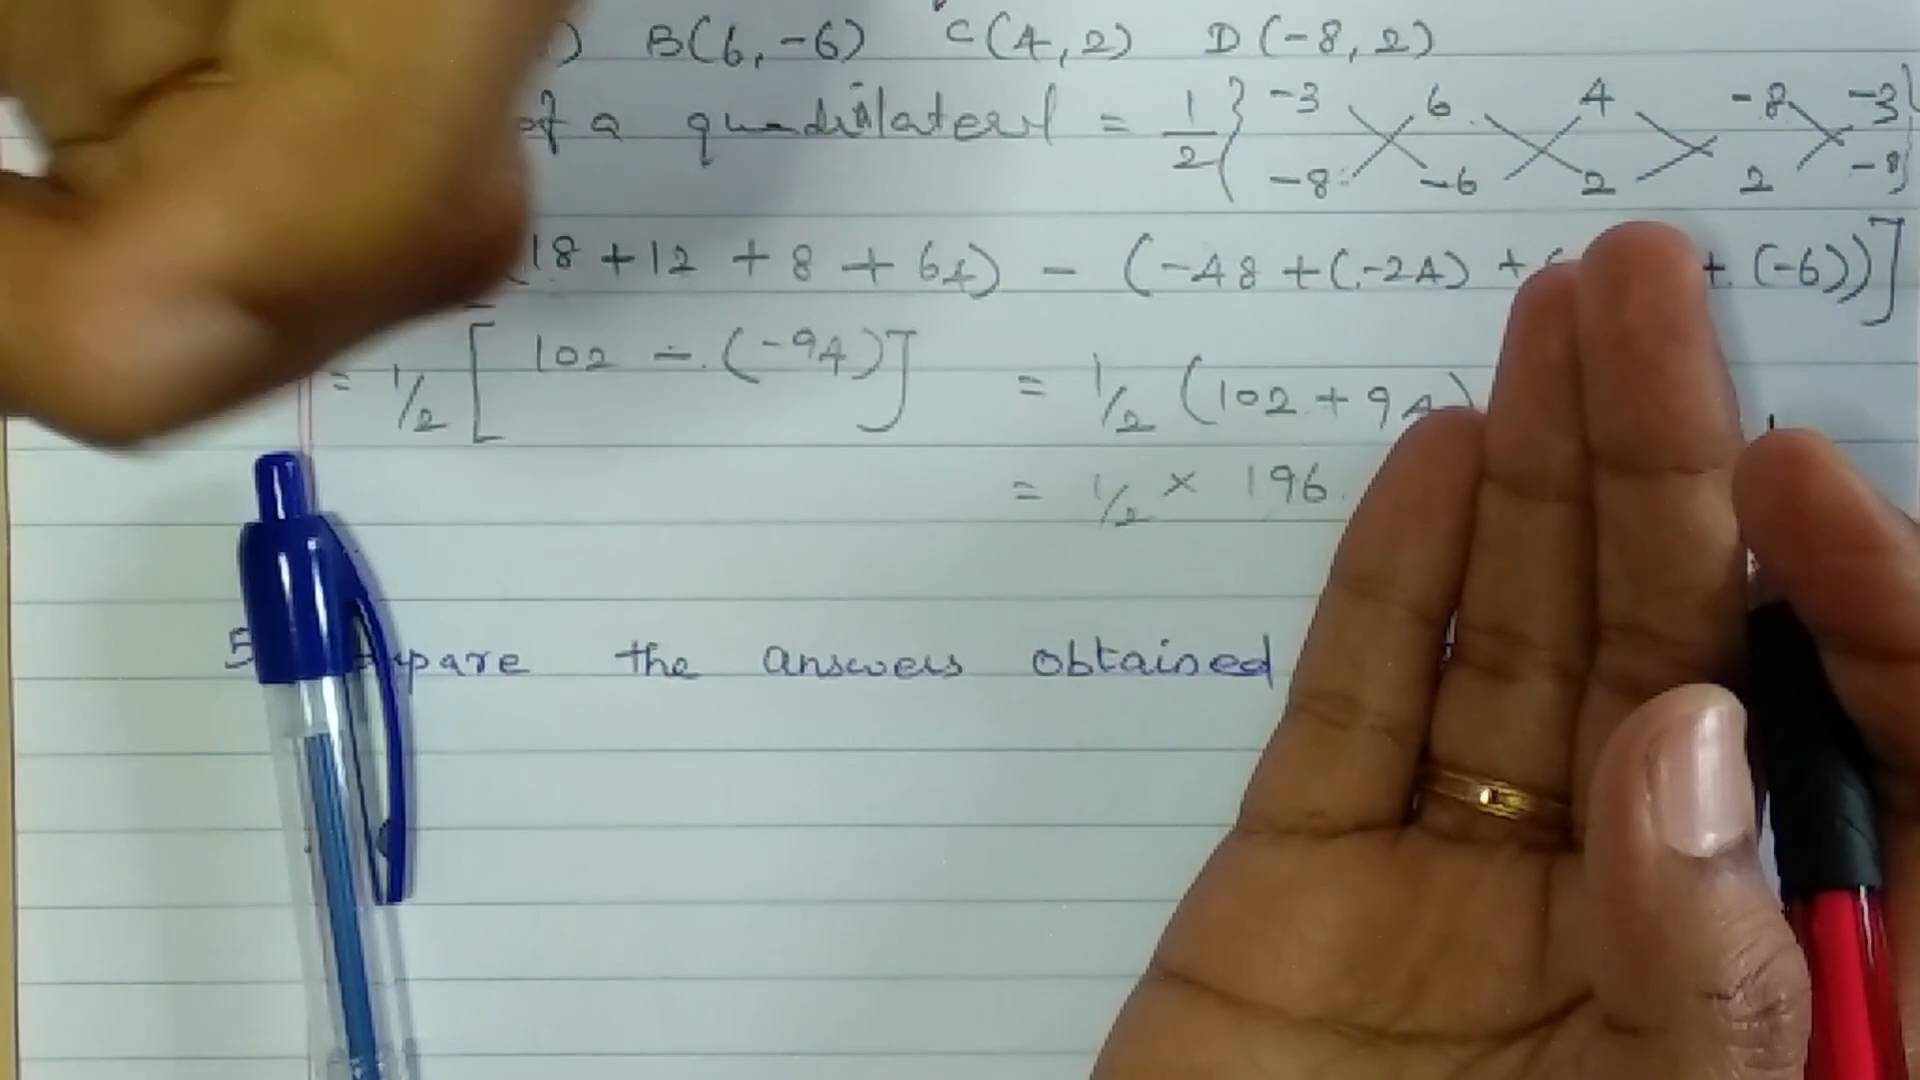 ) B(6,-6) C(4,2) D(-8,2)
of a quadrilateral = 1/2 { -3 6 4 -8 -3
-8 -6 2 2 -8 }
(18 + 12 + 8 + 64) - (-48 + (-24) + ( + (-6))]
= 1/2 [ 102 - (-94) ] = 1/2 (102 + 94)
= 1/2 × 196
5 pare the answers obtained